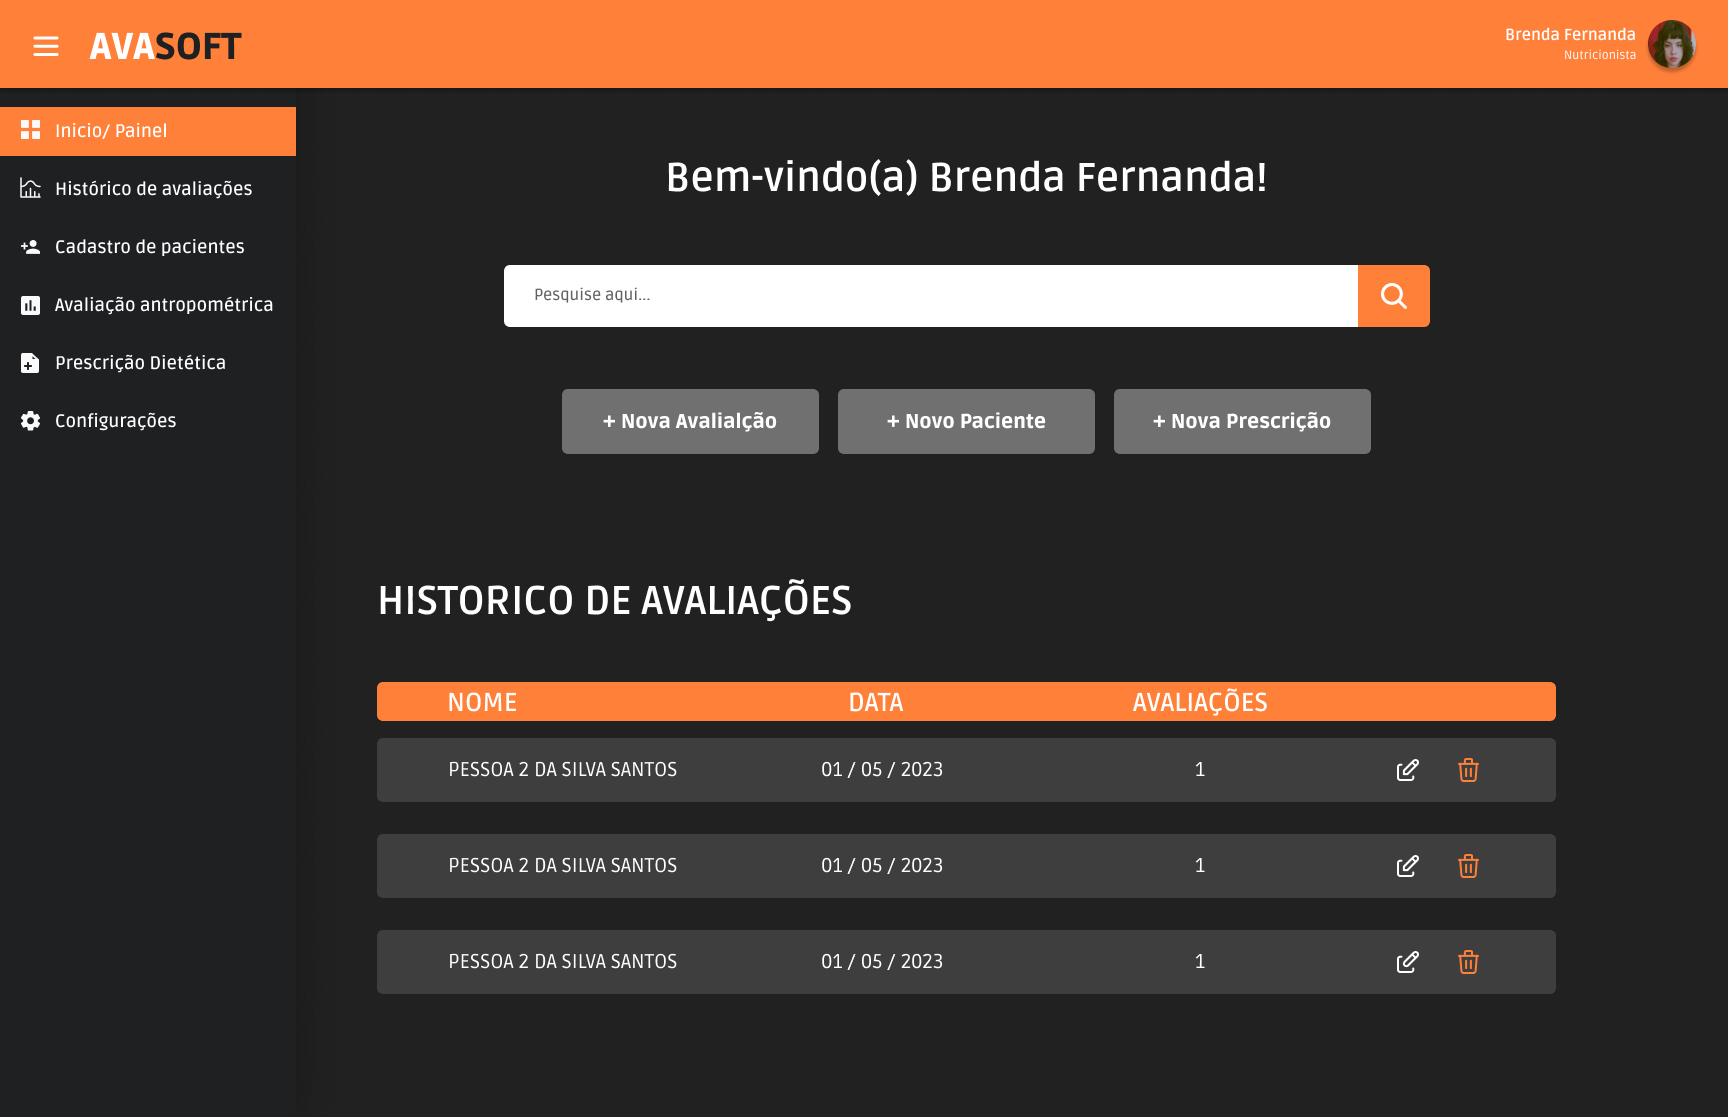 AVASOFT
Brenda Fernanda
Nutricionista
Inicio/ Painel
Histórico de avaliações
Cadastro de pacientes
Avaliação antropométrica
Prescrição Dietética
Configurações
Bem-vindo(a) Brenda Fernanda!
Pesquise aqui...
+ Nova Avalialção
+ Novo Paciente
+ Nova Prescrição
HISTORICO DE AVALIAÇÕES
NOME DATA AVALIAÇÕES
PESSOA 2 DA SILVA SANTOS 01 / 05 / 2023 1
PESSOA 2 DA SILVA SANTOS 01 / 05 / 2023 1
PESSOA 2 DA SILVA SANTOS 01 / 05 / 2023 1